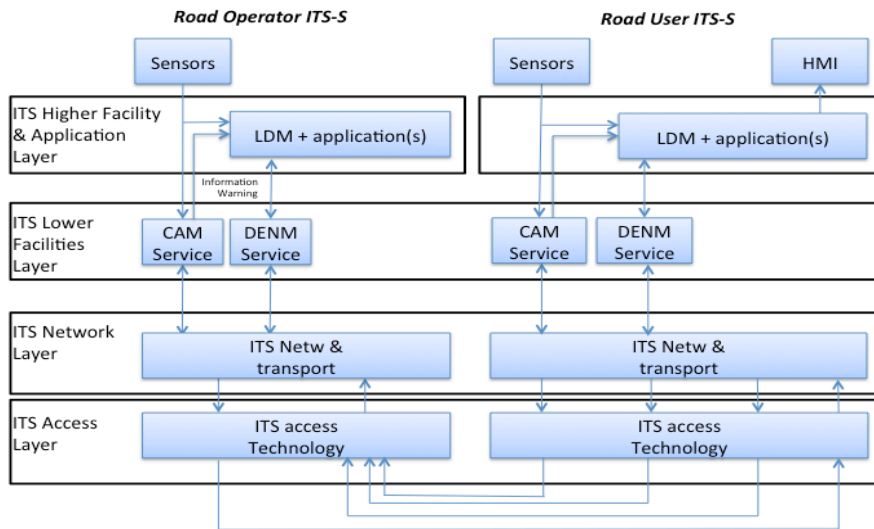 Road Operator ITS-S
Road User ITS-S
Sensors
Sensors
HMI
ITS Higher Facility
& Application
Layer
LDM + application(s)
LDM + application(s)
Information
Warning
ITS Lower
Facilities
Layer
CAM
Service
DENM
Service
CAM
Service
DENM
Service
ITS Network
Layer
ITS Netw &
transport
ITS Netw &
transport
ITS Access
Layer
ITS access
Technology
ITS access
Technology